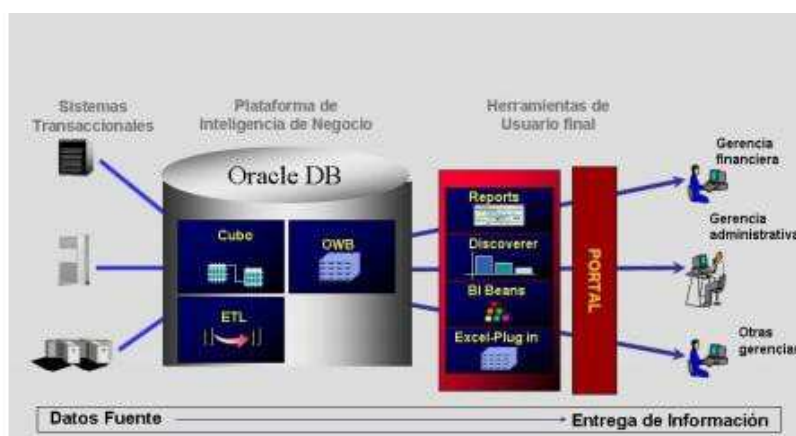 Sistemas
Transaccionales
Plataforma de
Inteligencia de Negocio
Herramientas de
Usuario final
Oracle DB
Cubo
OWB
ETL
Reports
Discoverer
BI Beans
Excel-Plug in
PORTAL
Gerencia
financiera
Gerencia
administrativa
Otras
gerencias
Datos Fuente
Entrega de Información